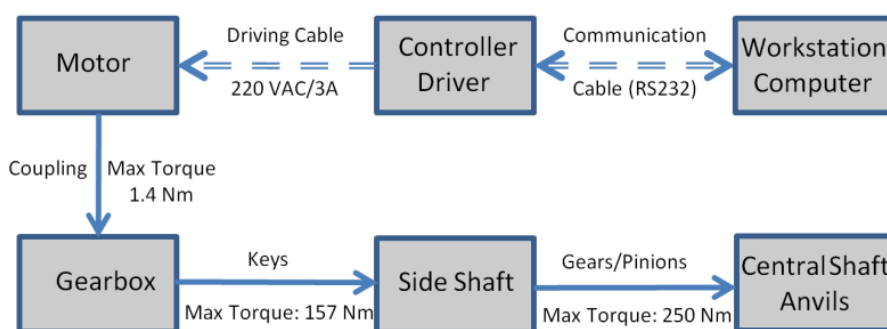 Motor
Driving Cable
220 VAC/3A
Controller
Driver
Communication
Cable (RS232)
Workstation
Computer
Coupling
Max Torque
1.4 Nm
Gearbox
Keys
Max Torque: 157 Nm
Side Shaft
Gears/Pinions
Max Torque: 250 Nm
Central Shaft
Anvils